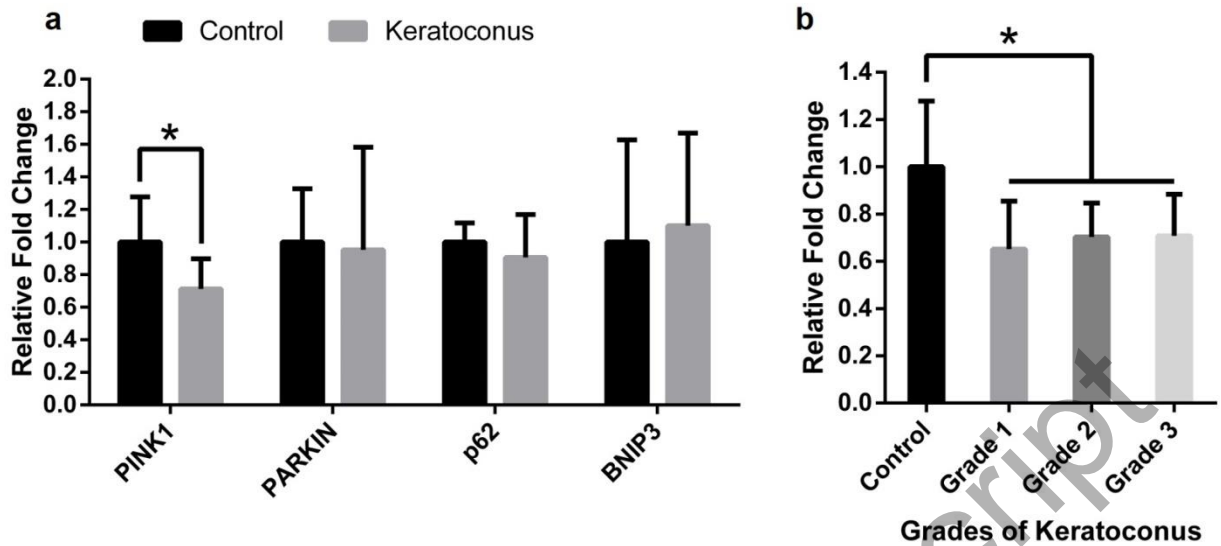 a
Control Keratoconus
Relative Fold Change
2.0
1.8
1.6
1.4
1.2
1.0
0.8
0.6
0.4
0.2
0.0
*
PINK1 PARKIN p62 BNIP3
b
Relative Fold Change
1.4
1.2
1.0
0.8
0.6
0.4
0.2
0.0
*
Control Grade 1 Grade 2 Grade 3
Grades of Keratoconus
cript